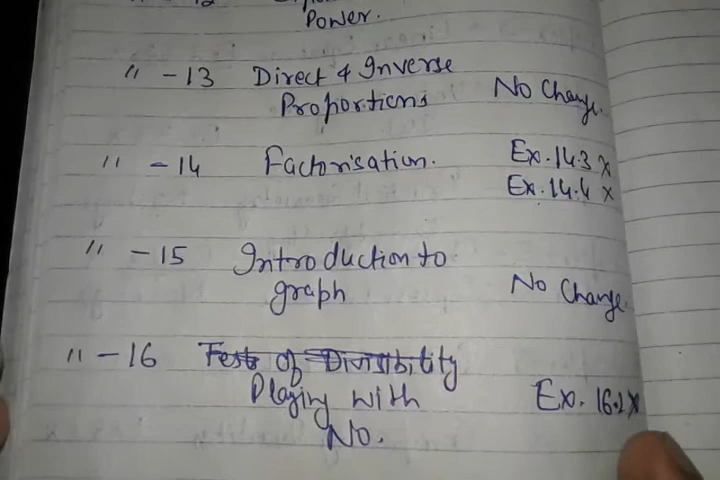 Power.
" - 13 Direct & Inverse
Proportions No Change.
" - 14 Factorisation. Ex. 14.3 x
Ex. 14.4 x
" - 15 Introduction to
graph No Change.
" - 16 Tests of Divisibility
Playing with Ex. 16.2 x
No.